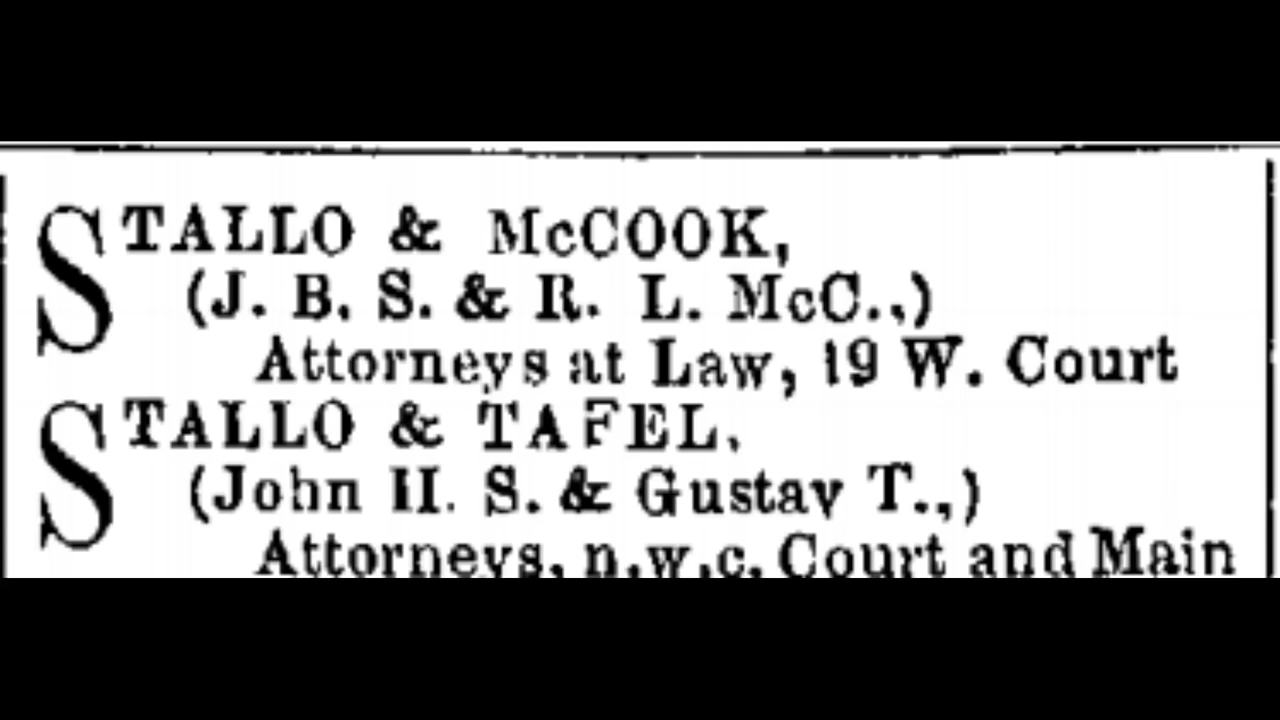 STALLO & McCOOK,
(J. B. S. & R. L. McC..,)
Attorneys at Law, 19 W. Court
STALLO & TAFEL.
(John H. S. & Gustav T..,)
Attorneys, n.w.c. Court and Main